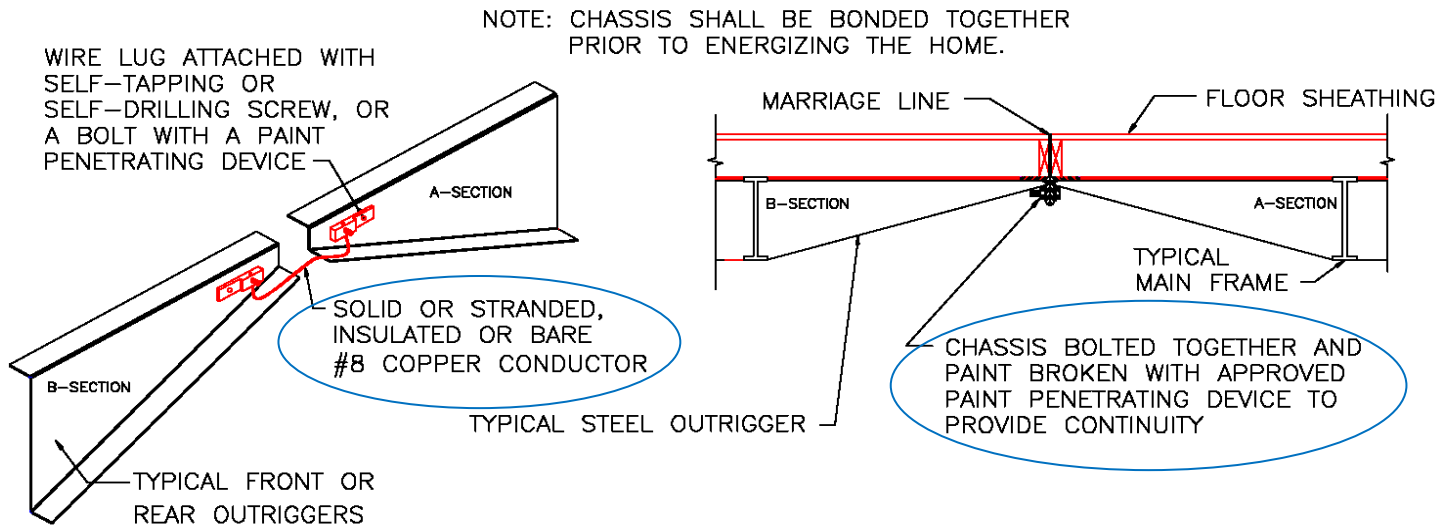 NOTE: CHASSIS SHALL BE BONDED TOGETHER
PRIOR TO ENERGIZING THE HOME.
WIRE LUG ATTACHED WITH
SELF-TAPPING OR
SELF-DRILLING SCREW, OR
A BOLT WITH A PAINT
PENETRATING DEVICE
A-SECTION
B-SECTION
SOLID OR STRANDED,
INSULATED OR BARE
#8 COPPER CONDUCTOR
TYPICAL FRONT OR
REAR OUTRIGGERS
MARRIAGE LINE
FLOOR SHEATHING
B-SECTION
A-SECTION
TYPICAL
MAIN FRAME
TYPICAL STEEL OUTRIGGER
CHASSIS BOLTED TOGETHER AND
PAINT BROKEN WITH APPROVED
PAINT PENETRATING DEVICE TO
PROVIDE CONTINUITY